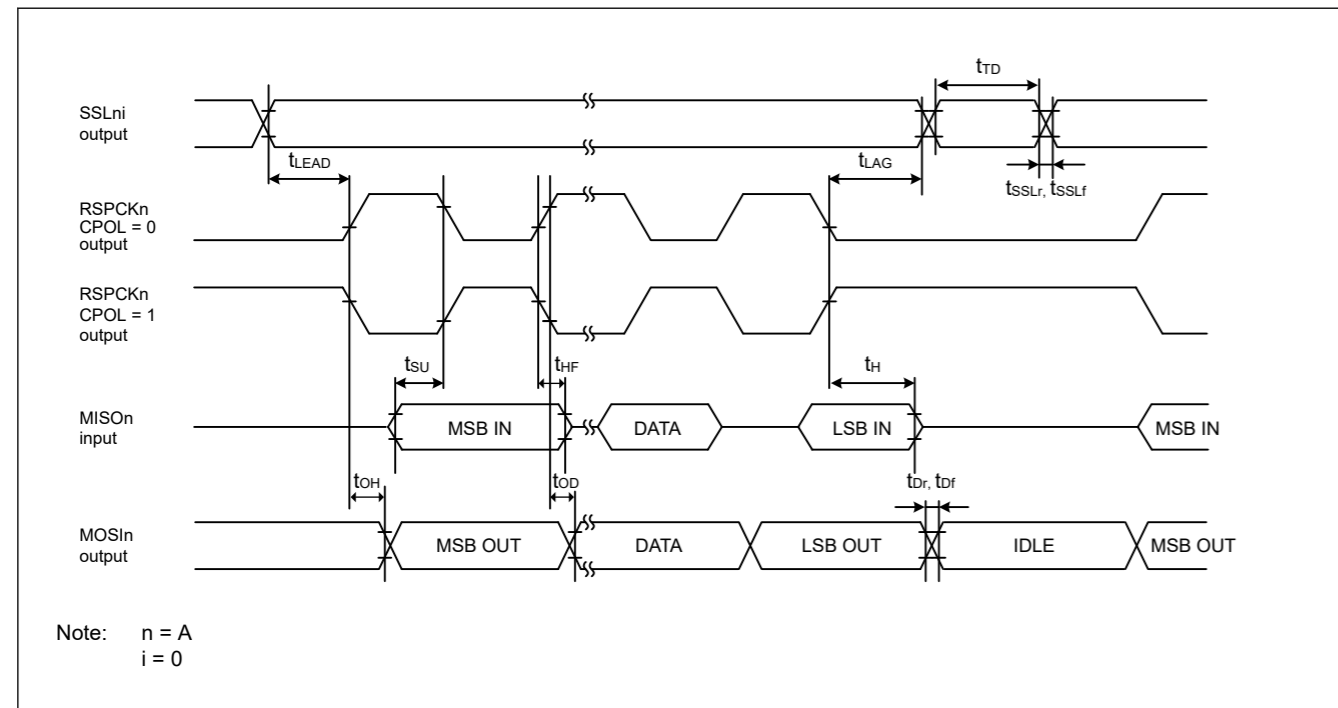 tTD
SSLni
output
tLEAD
tLAG
tSSLr, tSSLf
RSPCKn
CPOL = 0
output
RSPCKn
CPOL = 1
output
tSU
tHF
tH
MISOn
input
MSB IN
DATA
LSB IN
MSB IN
tOH
tOD
tDr, tDf
MOSIn
output
MSB OUT
DATA
LSB OUT
IDLE
MSB OUT
Note: n = A
i = 0